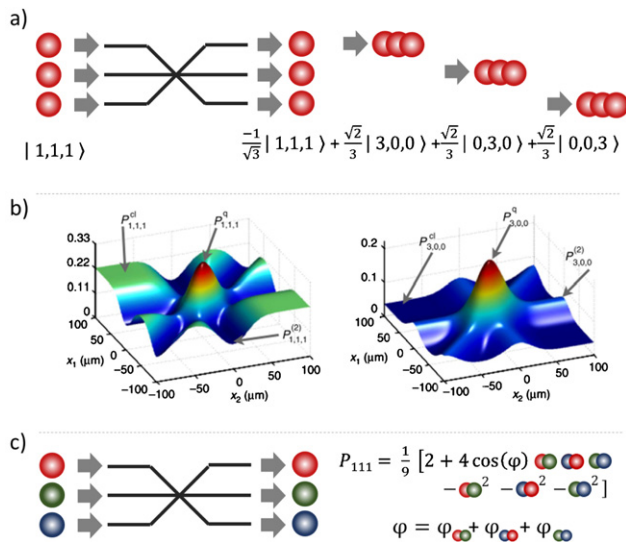 a)
| 1,1,1 ⟩
-1/√3 | 1,1,1 ⟩ + √2/3 | 3,0,0 ⟩ + √2/3 | 0,3,0 ⟩ + √2/3 | 0,0,3 ⟩
b)
P^cl_1,1,1
P^q_1,1,1
P^(2)_1,1,1
0.33
0.22
0.11
0
100
50
0
−50
−100
x1 (μm)
−100
−50
0
50
100
x2 (μm)
P^cl_3,0,0
P^q_3,0,0
P^(2)_3,0,0
0.2
0.1
0
100
50
0
−50
−100
x1 (μm)
−100
−50
0
50
100
x2 (μm)
c)
P111 = 1/9 [2 + 4 cos(φ)
− 2 − 2 − 2 ]
φ = φ + φ + φ